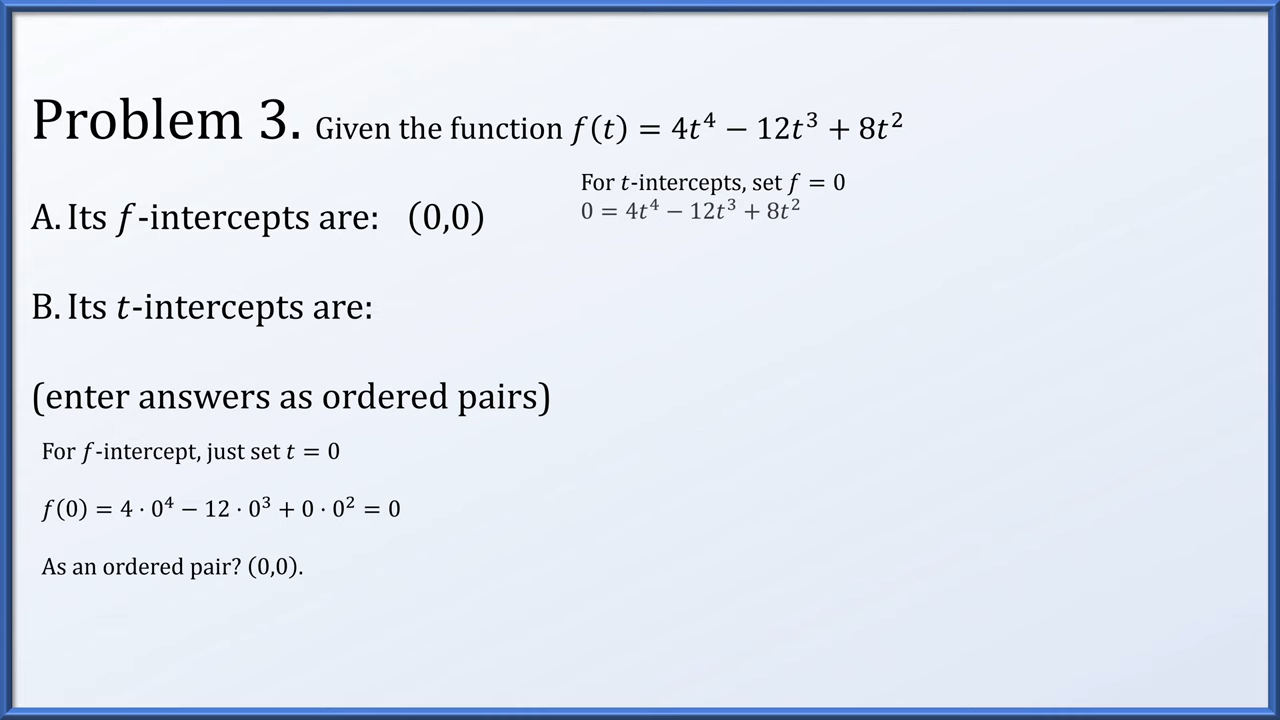 Problem 3. Given the function f(t) = 4t⁴ − 12t³ + 8t²
For t-intercepts, set f = 0
0 = 4t⁴ − 12t³ + 8t²
A. Its f-intercepts are: (0,0)
B. Its t-intercepts are:
(enter answers as ordered pairs)
For f-intercept, just set t = 0
f(0) = 4 · 0⁴ − 12 · 0³ + 0 · 0² = 0
As an ordered pair? (0,0).